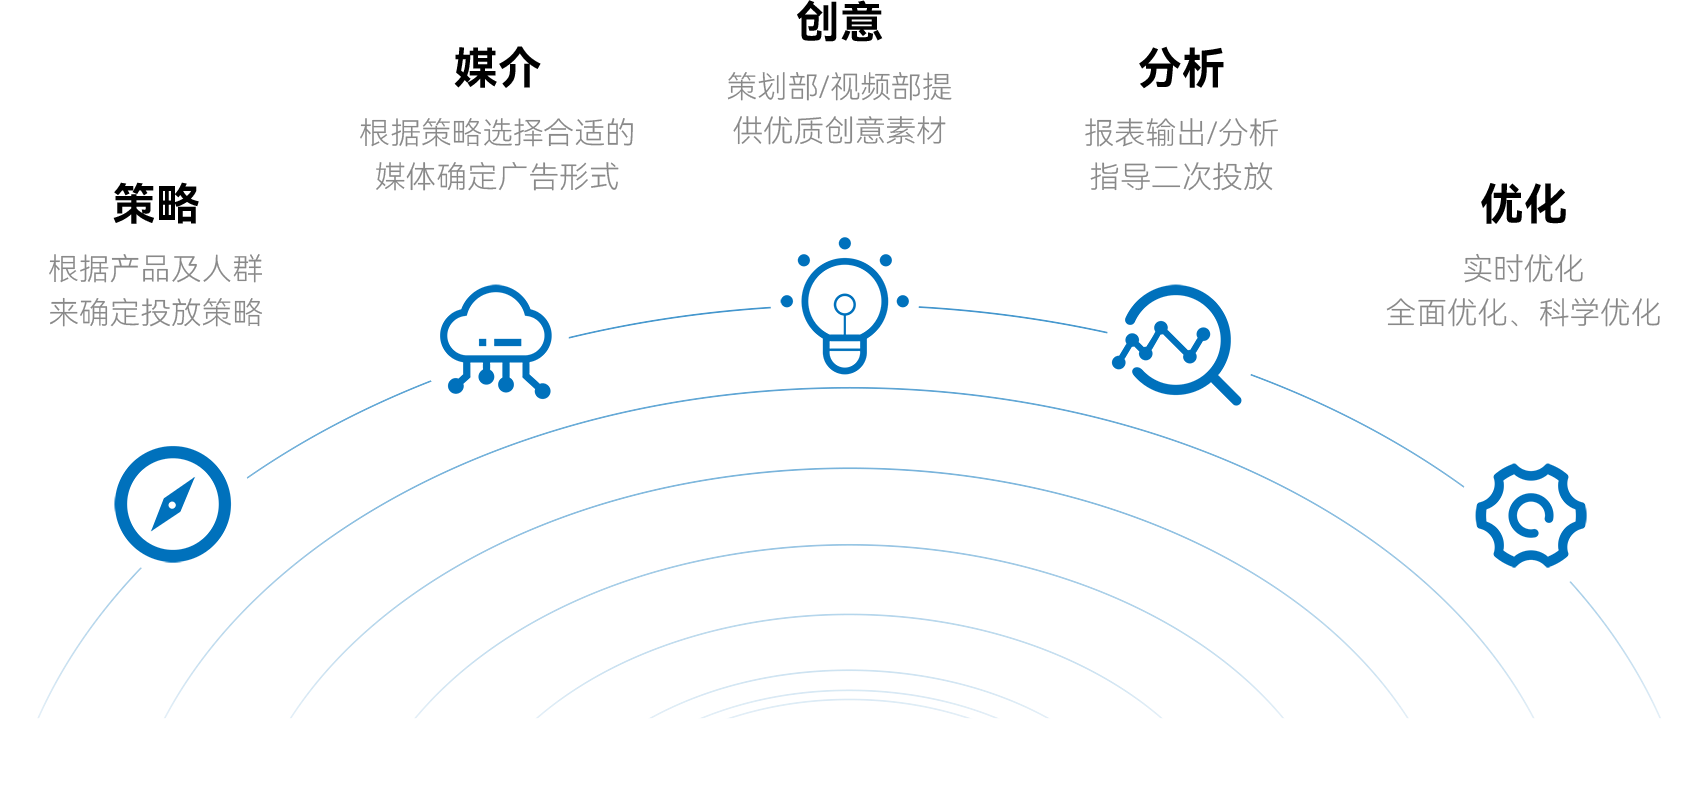 策略
根据产品及人群
来确定投放策略
媒介
根据策略选择合适的
媒体确定广告形式
创意
策划部/视频部提
供优质创意素材
分析
报表输出/分析
指导二次投放
优化
实时优化
全面优化、科学优化